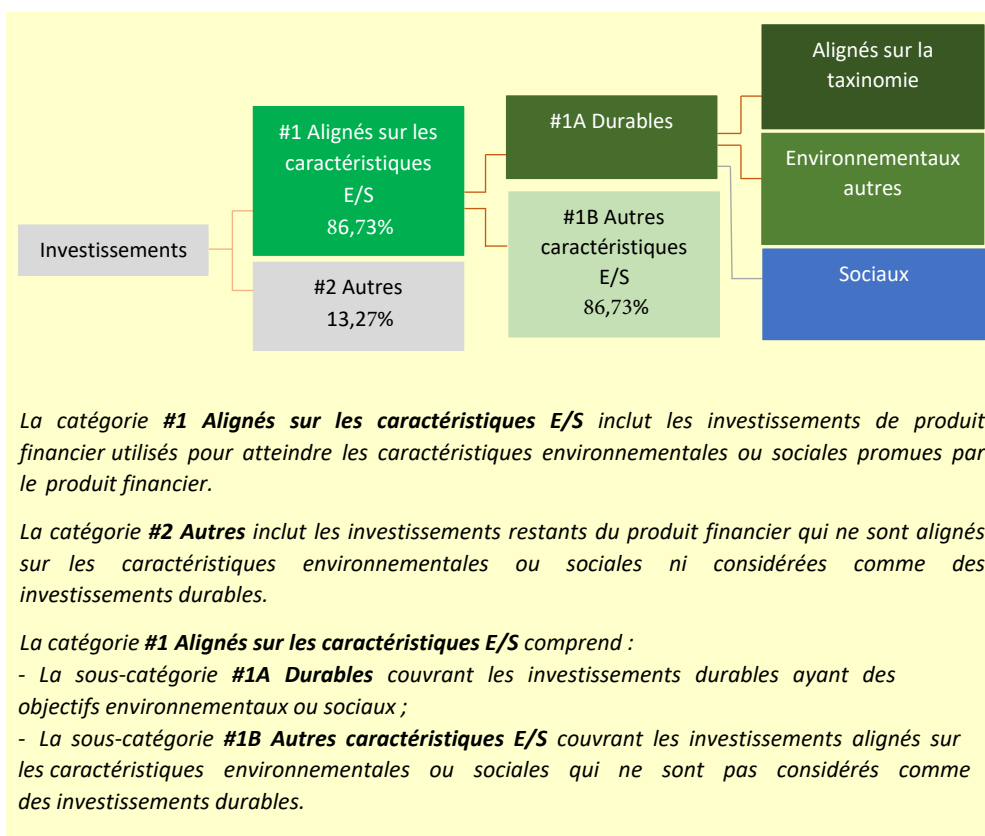 Investissements
#1 Alignés sur les
caractéristiques
E/S
86,73%
#2 Autres
13,27%
#1A Durables
#1B Autres
caractéristiques
E/S
86,73%
Alignés sur la
taxinomie
Environnementaux
autres
Sociaux
La catégorie #1 Alignés sur les caractéristiques E/S inclut les investissements de produit
financier utilisés pour atteindre les caractéristiques environnementales ou sociales promues par
le produit financier.
La catégorie #2 Autres inclut les investissements restants du produit financier qui ne sont alignés
sur les caractéristiques environnementales ou sociales ni considérées comme des
investissements durables.
La catégorie #1 Alignés sur les caractéristiques E/S comprend :
- La sous-catégorie #1A Durables couvrant les investissements durables ayant des
objectifs environnementaux ou sociaux ;
- La sous-catégorie #1B Autres caractéristiques E/S couvrant les investissements alignés sur
les caractéristiques environnementales ou sociales qui ne sont pas considérés comme
des investissements durables.